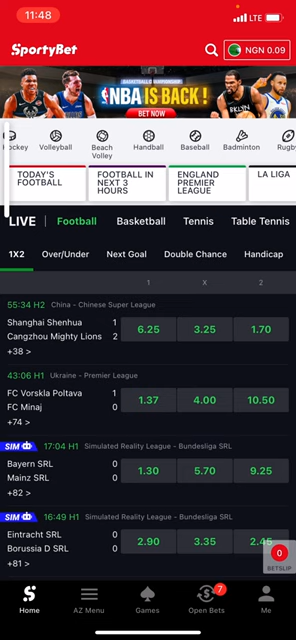 11:48
LTE
SportyBet
NGN 0.09
NBA IS BACK !
BET NOW
ckey
Volleyball
Beach
Volley
Handball
Baseball
Badminton
Rugby
TODAY'S
FOOTBALL
FOOTBALL IN
NEXT 3
HOURS
ENGLAND
PREMIER
LEAGUE
LA LIGA
LIVE
Football
Basketball
Tennis
Table Tennis
1X2
Over/Under
Next Goal
Double Chance
Handicap
1 X 2
55:34 H2 China - Chinese Super League
Shanghai Shenhua 1
Cangzhou Mighty Lions 2
6.25 3.25 1.70
+38 >
43:06 H1 Ukraine - Premier League
FC Vorskla Poltava 1
FC Minaj 0
1.37 4.00 10.50
+74 >
SIM 17:04 H1 Simulated Reality League - Bundesliga SRL
Bayern SRL 0
Mainz SRL 0
1.30 5.70 9.25
+82 >
SIM 16:49 H1 Simulated Reality League - Bundesliga SRL
Eintracht SRL 0
Borussia D SRL 0
2.90 3.35 2.45
+81 >
0
BETSLIP
Home
AZ Menu
Games
7
Open Bets
Me